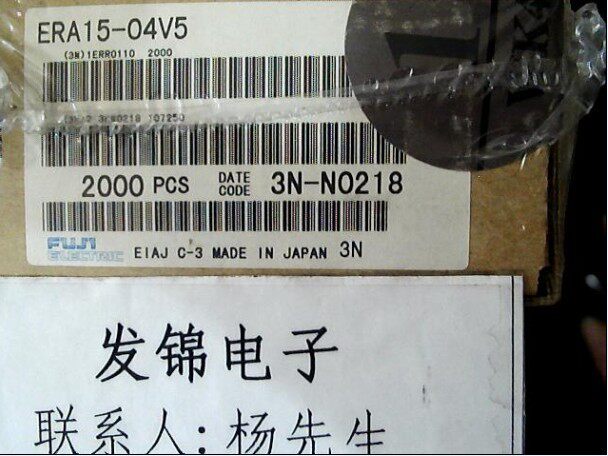 ERA15-04V5
(3N)1ERR0110 2000
2000 PCS DATE CODE 3N-N0218
FUJI ELECTRIC EIAJ C-3 MADE IN JAPAN 3N
发锦电子
联系人:杨先生